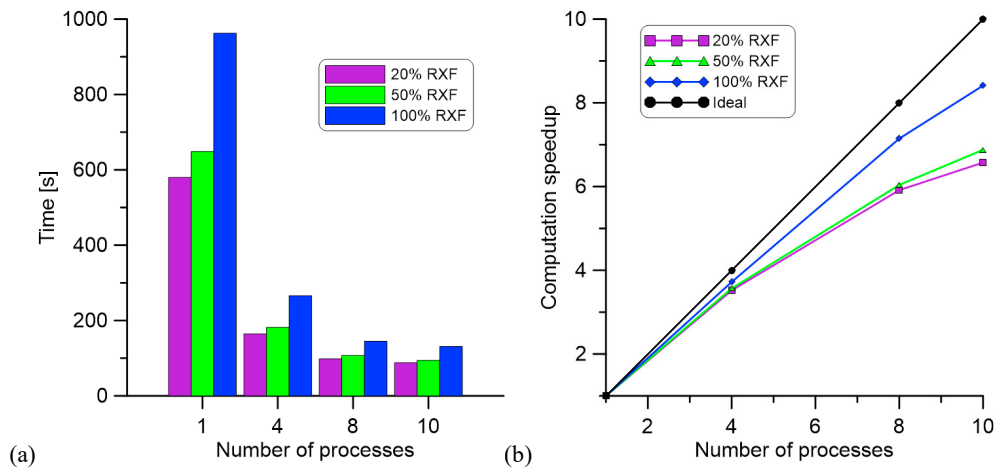 1000
800
600
400
200
0
Time [s]
20% RXF
50% RXF
100% RXF
1 4 8 10
Number of processes
(a)
10
8
6
4
2
Computation speedup
20% RXF
50% RXF
100% RXF
Ideal
2 4 6 8 10
Number of processes
(b)